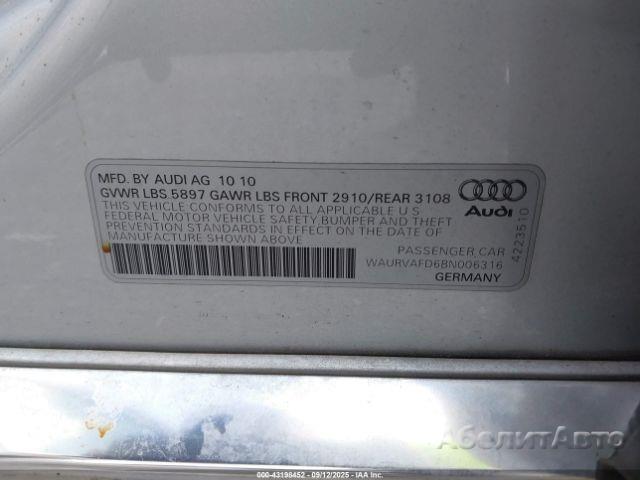 MFD. BY AUDI AG 10 10
GVWR LBS 5897 GAWR LBS FRONT 2910/REAR 3108
THIS VEHICLE CONFORMS TO ALL APPLICABLE U S
FEDERAL MOTOR VEHICLE SAFETY BUMPER AND THEFT
PREVENTION STANDARDS IN EFFECT ON THE DATE OF
MANUFACTURE SHOWN ABOVE
Audi
PASSENGER CAR
WAURVAFD6BN006316
GERMANY
4223510
АбелитАвто
000-43198452 - 09/12/2025 - IAA Inc.